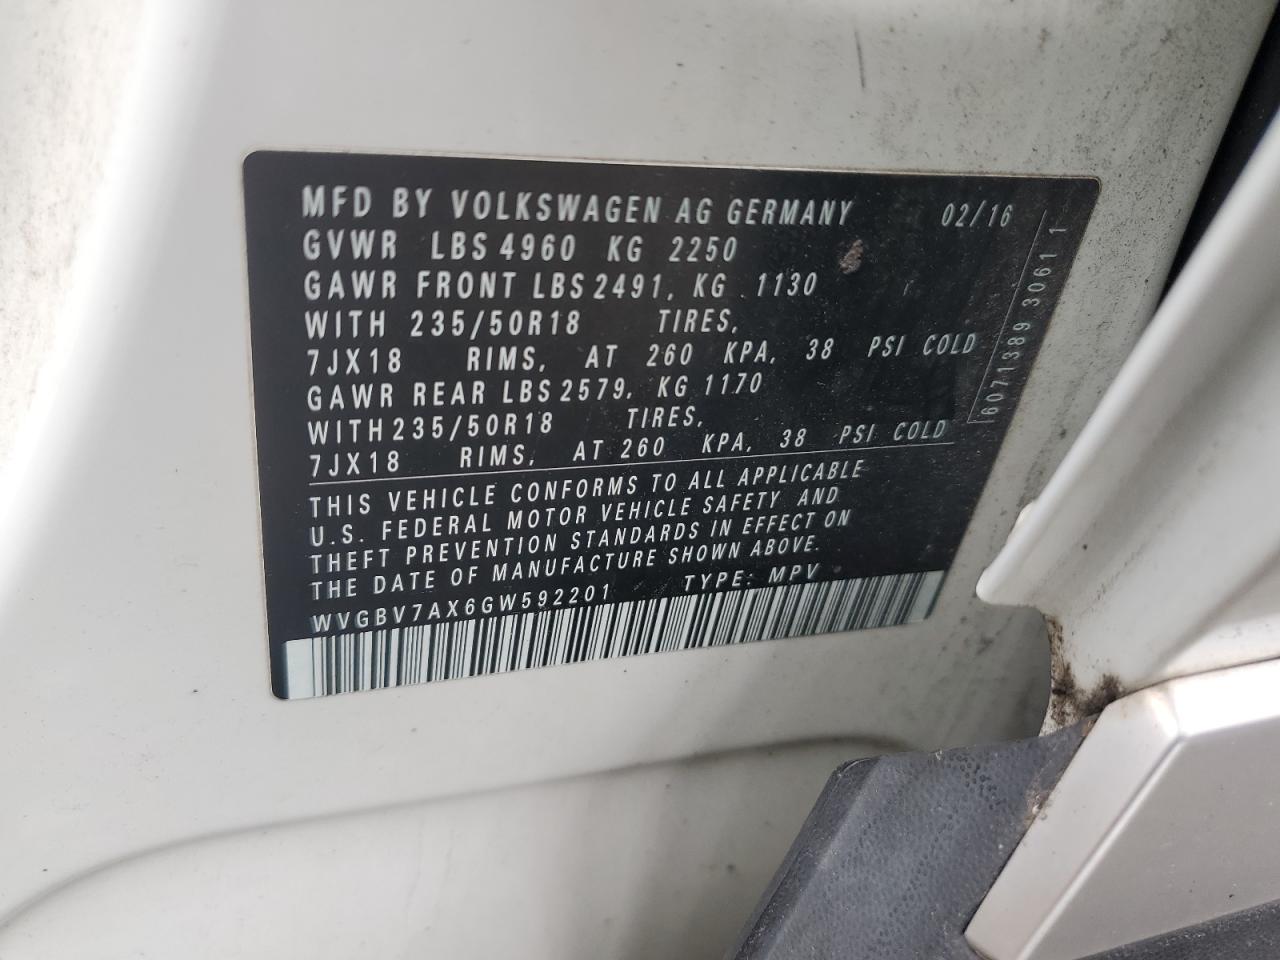 MFD BY VOLKSWAGEN AG GERMANY 02/16
GVWR LBS 4960 KG 2250
GAWR FRONT LBS 2491, KG 1130
WITH 235/50R18 TIRES,
7JX18 RIMS, AT 260 KPA, 38 PSI COLD
GAWR REAR LBS 2579, KG 1170
WITH 235/50R18 TIRES,
7JX18 RIMS, AT 260 KPA, 38 PSI COLD
THIS VEHICLE CONFORMS TO ALL APPLICABLE
U.S. FEDERAL MOTOR VEHICLE SAFETY AND
THEFT PREVENTION STANDARDS IN EFFECT ON
THE DATE OF MANUFACTURE SHOWN ABOVE.
WVGBV7AX6GW592201 TYPE: MPV
6071389 3061 1